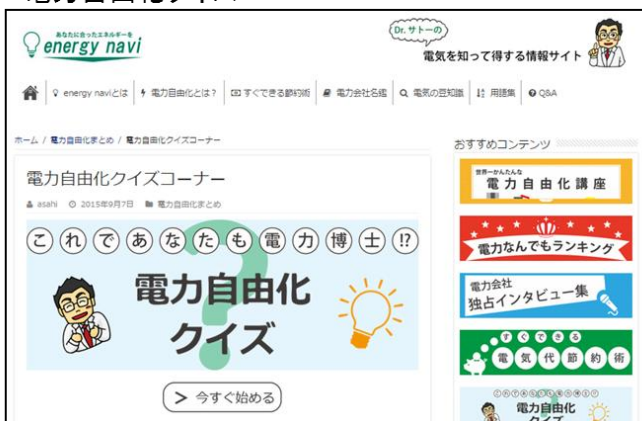 あなたに合ったエネルギーを
energy navi
Dr.サトーの
電気を知って得する情報サイト
energy naviとは
電力自由化とは？
すぐできる節約術
電力会社名鑑
電気の豆知識
用語集
Q&A
ホーム / 電力自由化まとめ / 電力自由化クイズコーナー
電力自由化クイズコーナー
asahi 2015年9月7日 電力自由化まとめ
これであなたも電力博士!?
電力自由化
クイズ
> 今すぐ始める
おすすめコンテンツ
世界一かんたんな
電力自由化講座
電力なんでもランキング
電力会社
独占インタビュー集
すぐできる
電気代節約術
これであなたも電力博士!?
電力自由化
クイズ